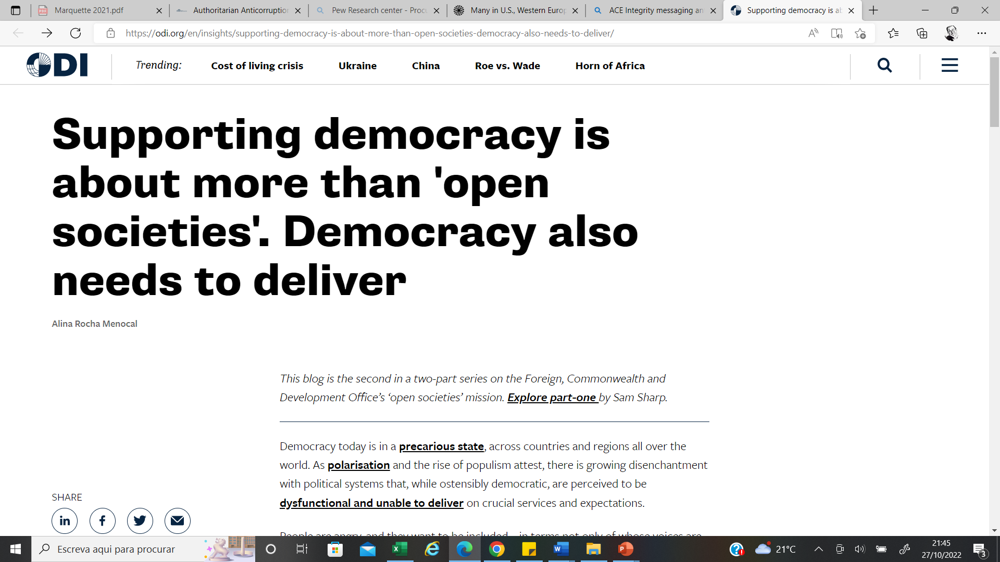 Marquette 2021.pdf
Authoritarian Anticorruption
Pew Research center - Procu
Many in U.S., Western Europ
ACE Integrity messaging an
Supporting democracy is ab
https://odi.org/en/insights/supporting-democracy-is-about-more-than-open-societies-democracy-also-needs-to-deliver/
ODI
Trending:
Cost of living crisis
Ukraine
China
Roe vs. Wade
Horn of Africa
Supporting democracy is
about more than 'open
societies'. Democracy also
needs to deliver
Alina Rocha Menocal
This blog is the second in a two-part series on the Foreign, Commonwealth and
Development Office’s ‘open societies’ mission. Explore part-one by Sam Sharp.
Democracy today is in a precarious state, across countries and regions all over the
world. As polarisation and the rise of populism attest, there is growing disenchantment
with political systems that, while ostensibly democratic, are perceived to be
dysfunctional and unable to deliver on crucial services and expectations.
SHARE
People are angry, and they want to be included – in terms not only of whose voices are
Escreva aqui para procurar
21°C
21:45
27/10/2022
3